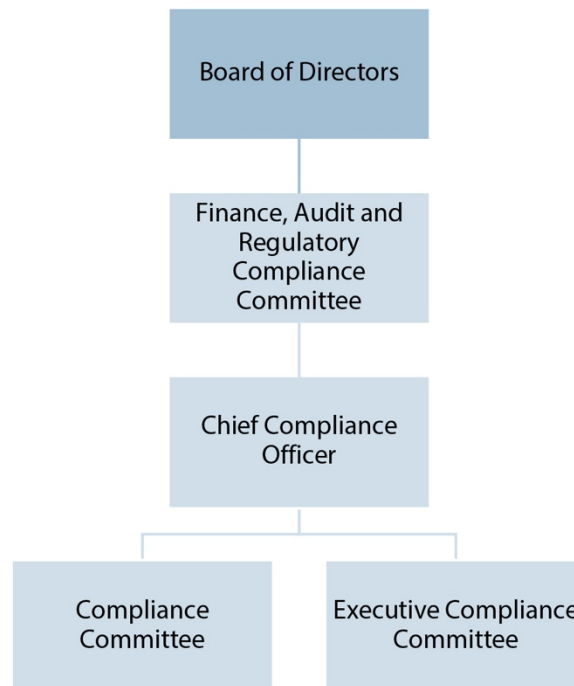 Board of Directors
Finance, Audit and
Regulatory
Compliance
Committee
Chief Compliance
Officer
Compliance
Committee
Executive Compliance
Committee